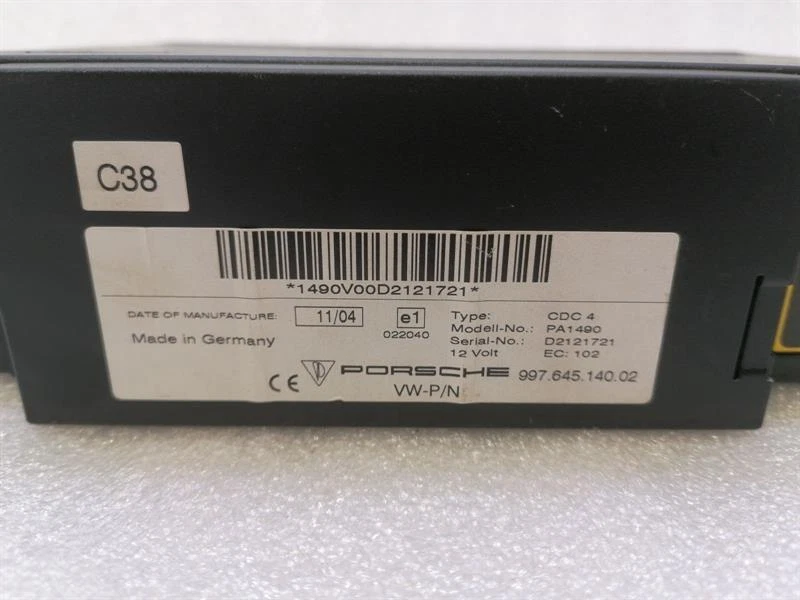 C38
*1490V00D2121721*
DATE OF MANUFACTURE: 11/04 e1 Type: CDC 4
022040 Modell-No.: PA1490
Made in Germany Serial-No.: D2121721
12 Volt EC: 102
CE PORSCHE 997.645.140.02
VW-P/N